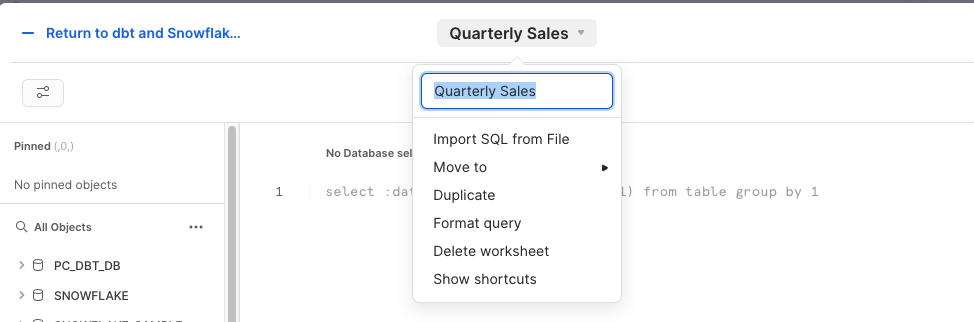 Return to dbt and Snowflak...
Quarterly Sales
Quarterly Sales
Import SQL from File
Move to
Duplicate
Format query
Delete worksheet
Show shortcuts
Pinned (,0,)
No pinned objects
All Objects
PC_DBT_DB
SNOWFLAKE
No Database sel
1 select :dat 1) from table group by 1